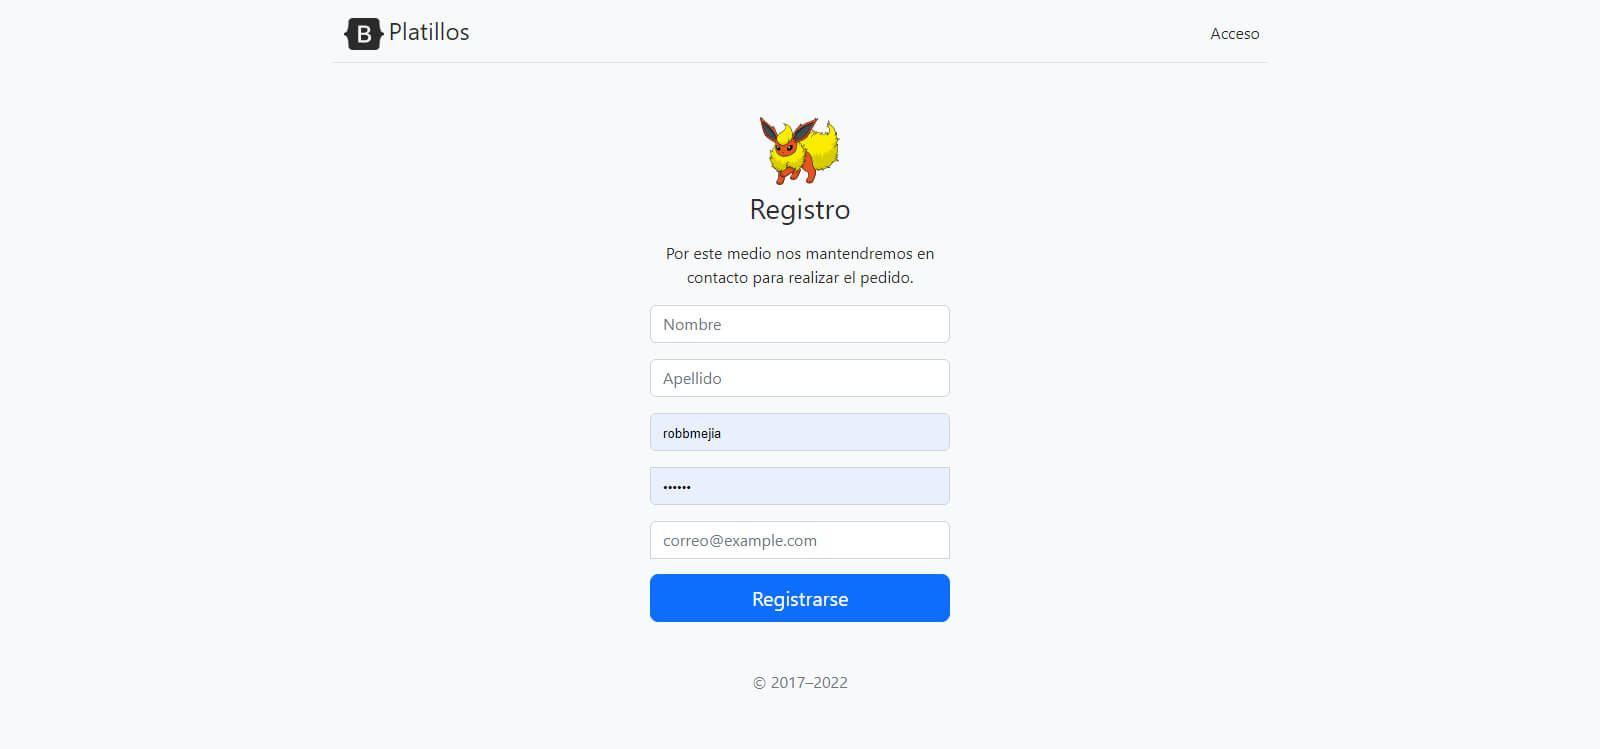 B Platillos
Acceso
Registro
Por este medio nos mantendremos en
contacto para realizar el pedido.
Nombre
Apellido
robbmejia
••••••
correo@example.com
Registrarse
© 2017–2022